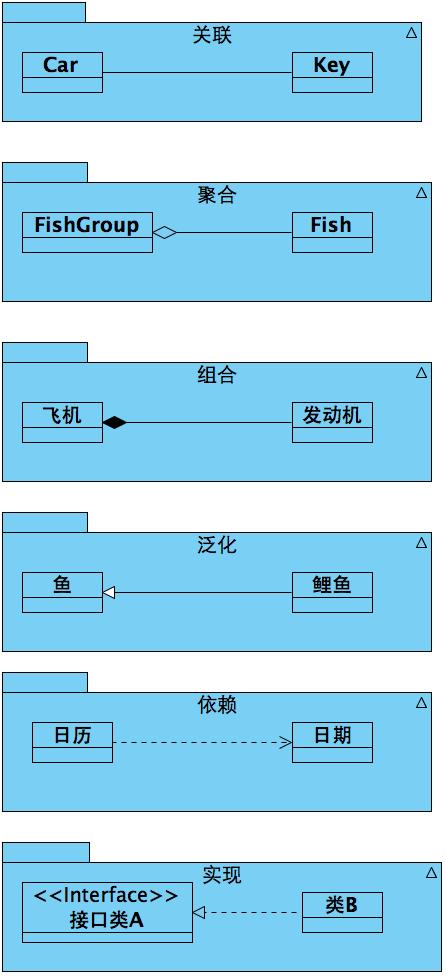 关联
Car
Key
聚合
FishGroup
Fish
组合
飞机
发动机
泛化
鱼
鲤鱼
依赖
日历
日期
实现
<<Interface>>
接口类A
类B